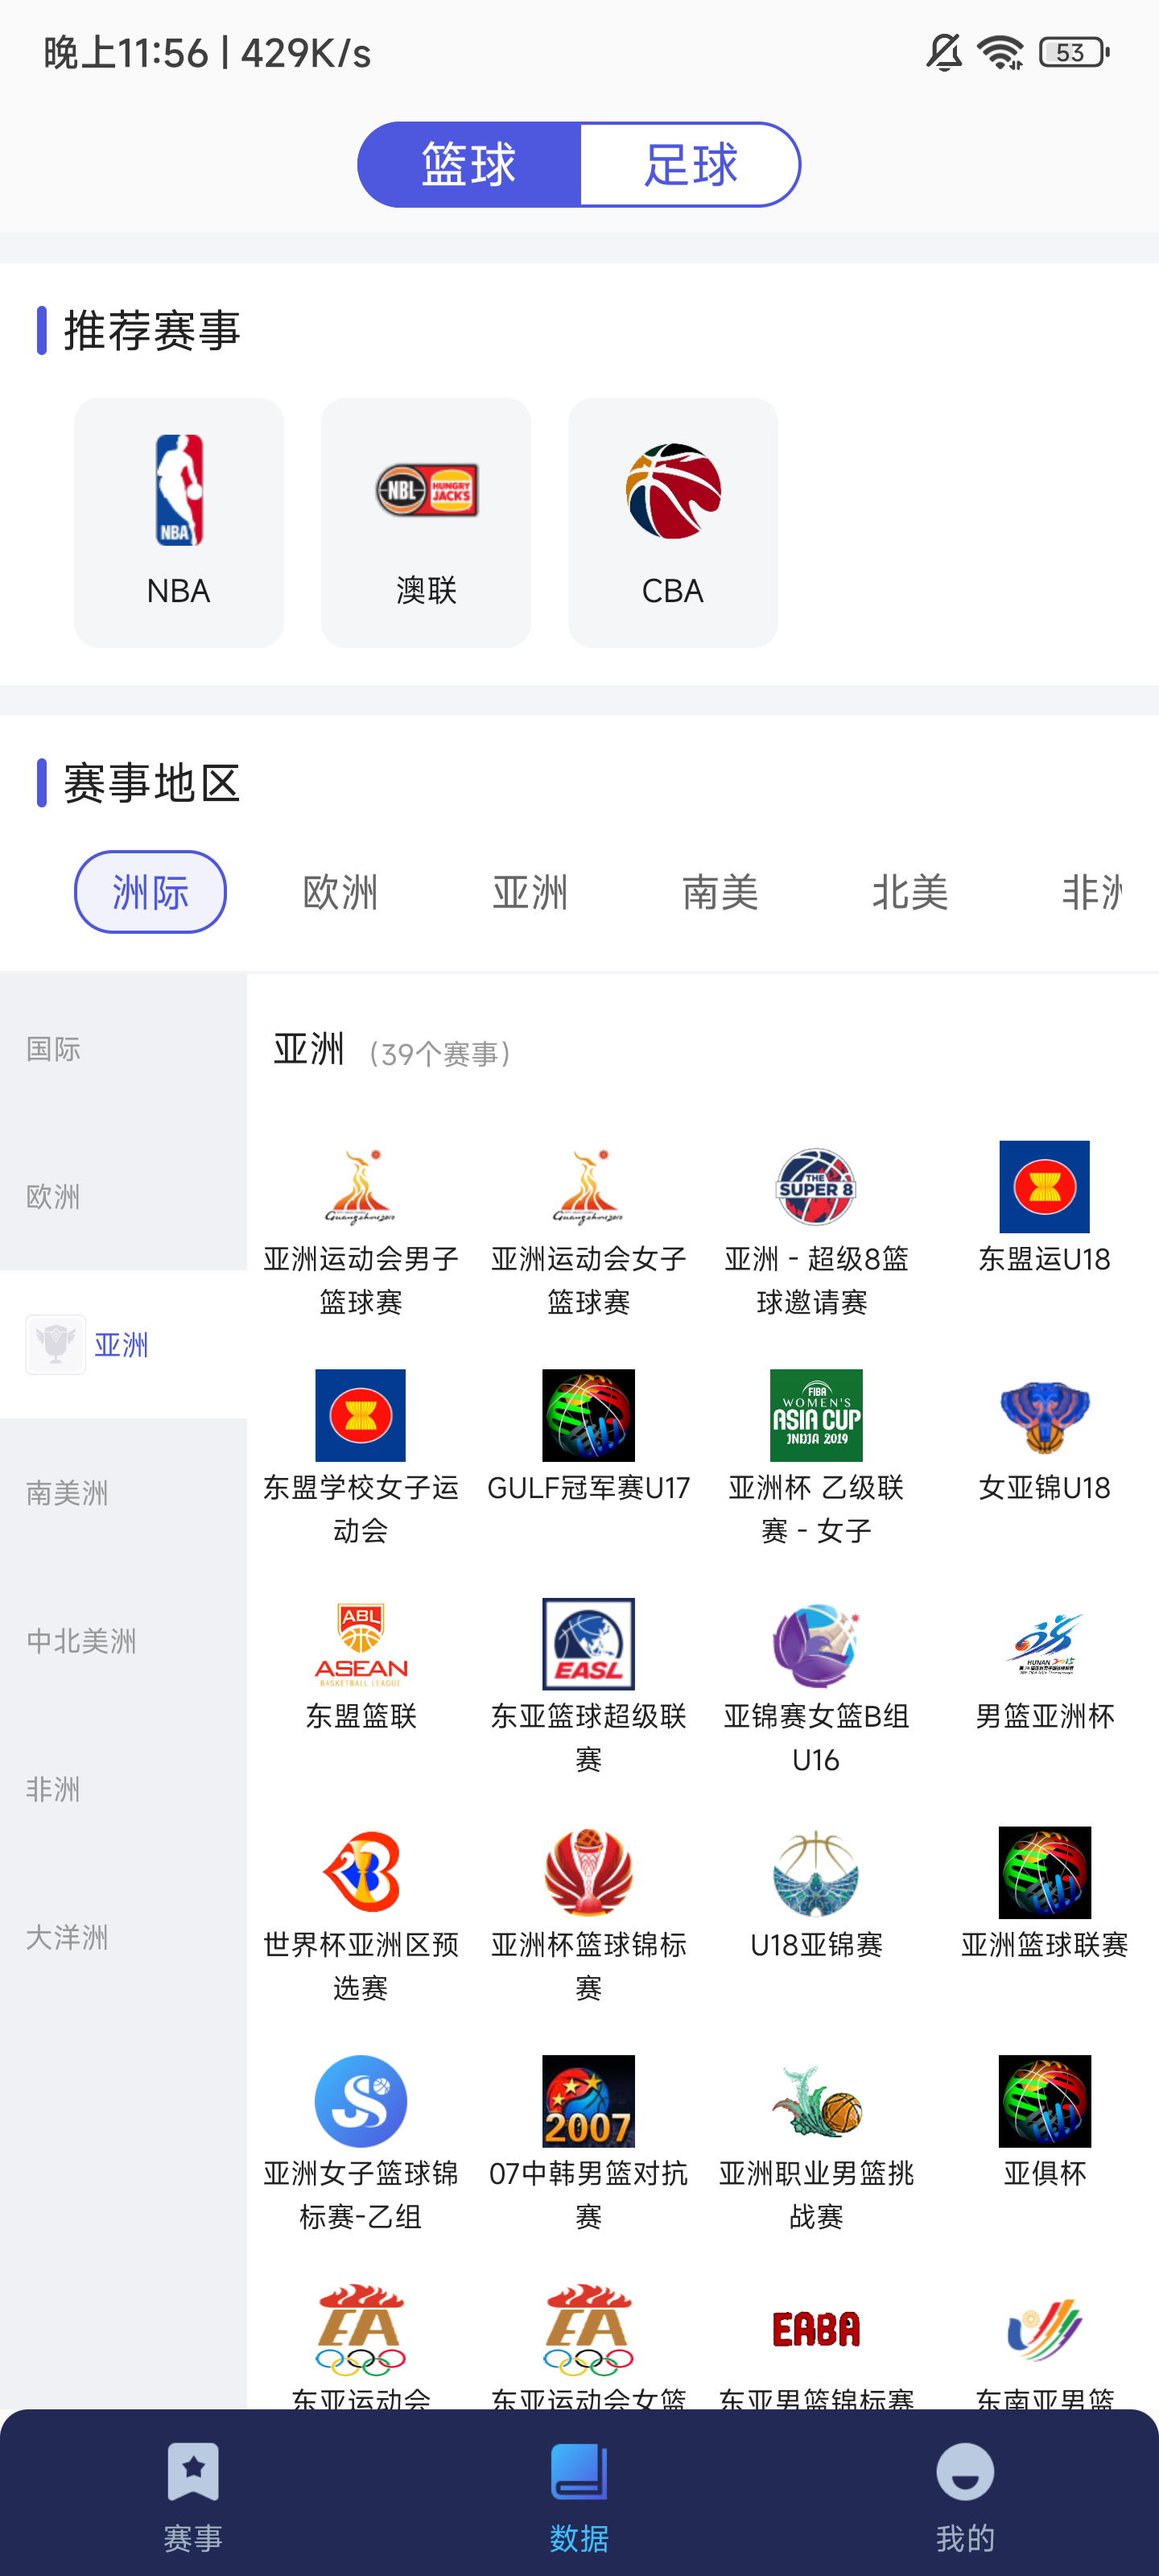 晚上11:56 | 429K/s
53
篮球
足球
推荐赛事
NBA
NBL
HUNGRY
JACK'S
NBA
澳联
CBA
赛事地区
洲际
欧洲
亚洲
南美
北美
非洲
国际
欧洲
亚洲
南美洲
中北美洲
非洲
大洋洲
亚洲 (39个赛事)
Guangzhou2010
Guangzhou2010
THE
SUPER 8
亚洲运动会男子
篮球赛
亚洲运动会女子
篮球赛
亚洲 - 超级8篮
球邀请赛
东盟运U18
FIBA
WOMEN'S
ASIA CUP
INDIA 2019
东盟学校女子运
动会
GULF冠军赛U17
亚洲杯 乙级联
赛 - 女子
女亚锦U18
ABL
ASEAN
BASKETBALL LEAGUE
EASL
HUNAN 2015
东盟篮联
东亚篮球超级联
赛
亚锦赛女篮B组
U16
男篮亚洲杯
世界杯亚洲区预
选赛
亚洲杯篮球锦标
赛
U18亚锦赛
亚洲篮球联赛
2007
亚洲女子篮球锦
标赛-乙组
07中韩男篮对抗
赛
亚洲职业男篮挑
战赛
亚俱杯
EA
EA
EABA
东亚运动会
东亚运动会女篮
东亚男篮锦标赛
东南亚男篮
赛事
数据
我的